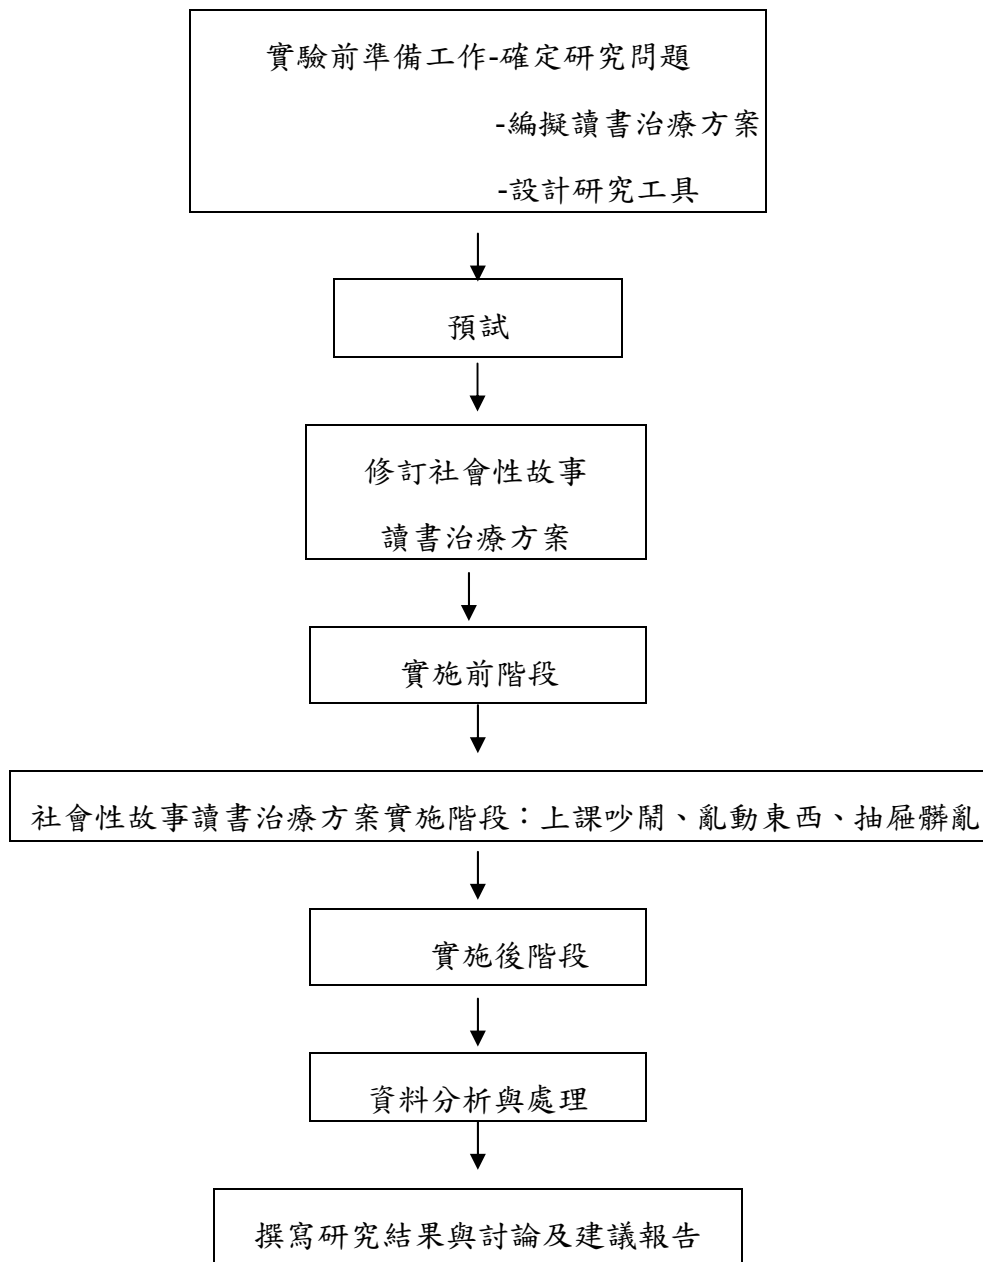 實驗前準備工作-確定研究問題
-編擬讀書治療方案
-設計研究工具
預試
修訂社會性故事
讀書治療方案
實施前階段
社會性故事讀書治療方案實施階段：上課吵鬧、亂動東西、抽屜髒亂
實施後階段
資料分析與處理
撰寫研究結果與討論及建議報告